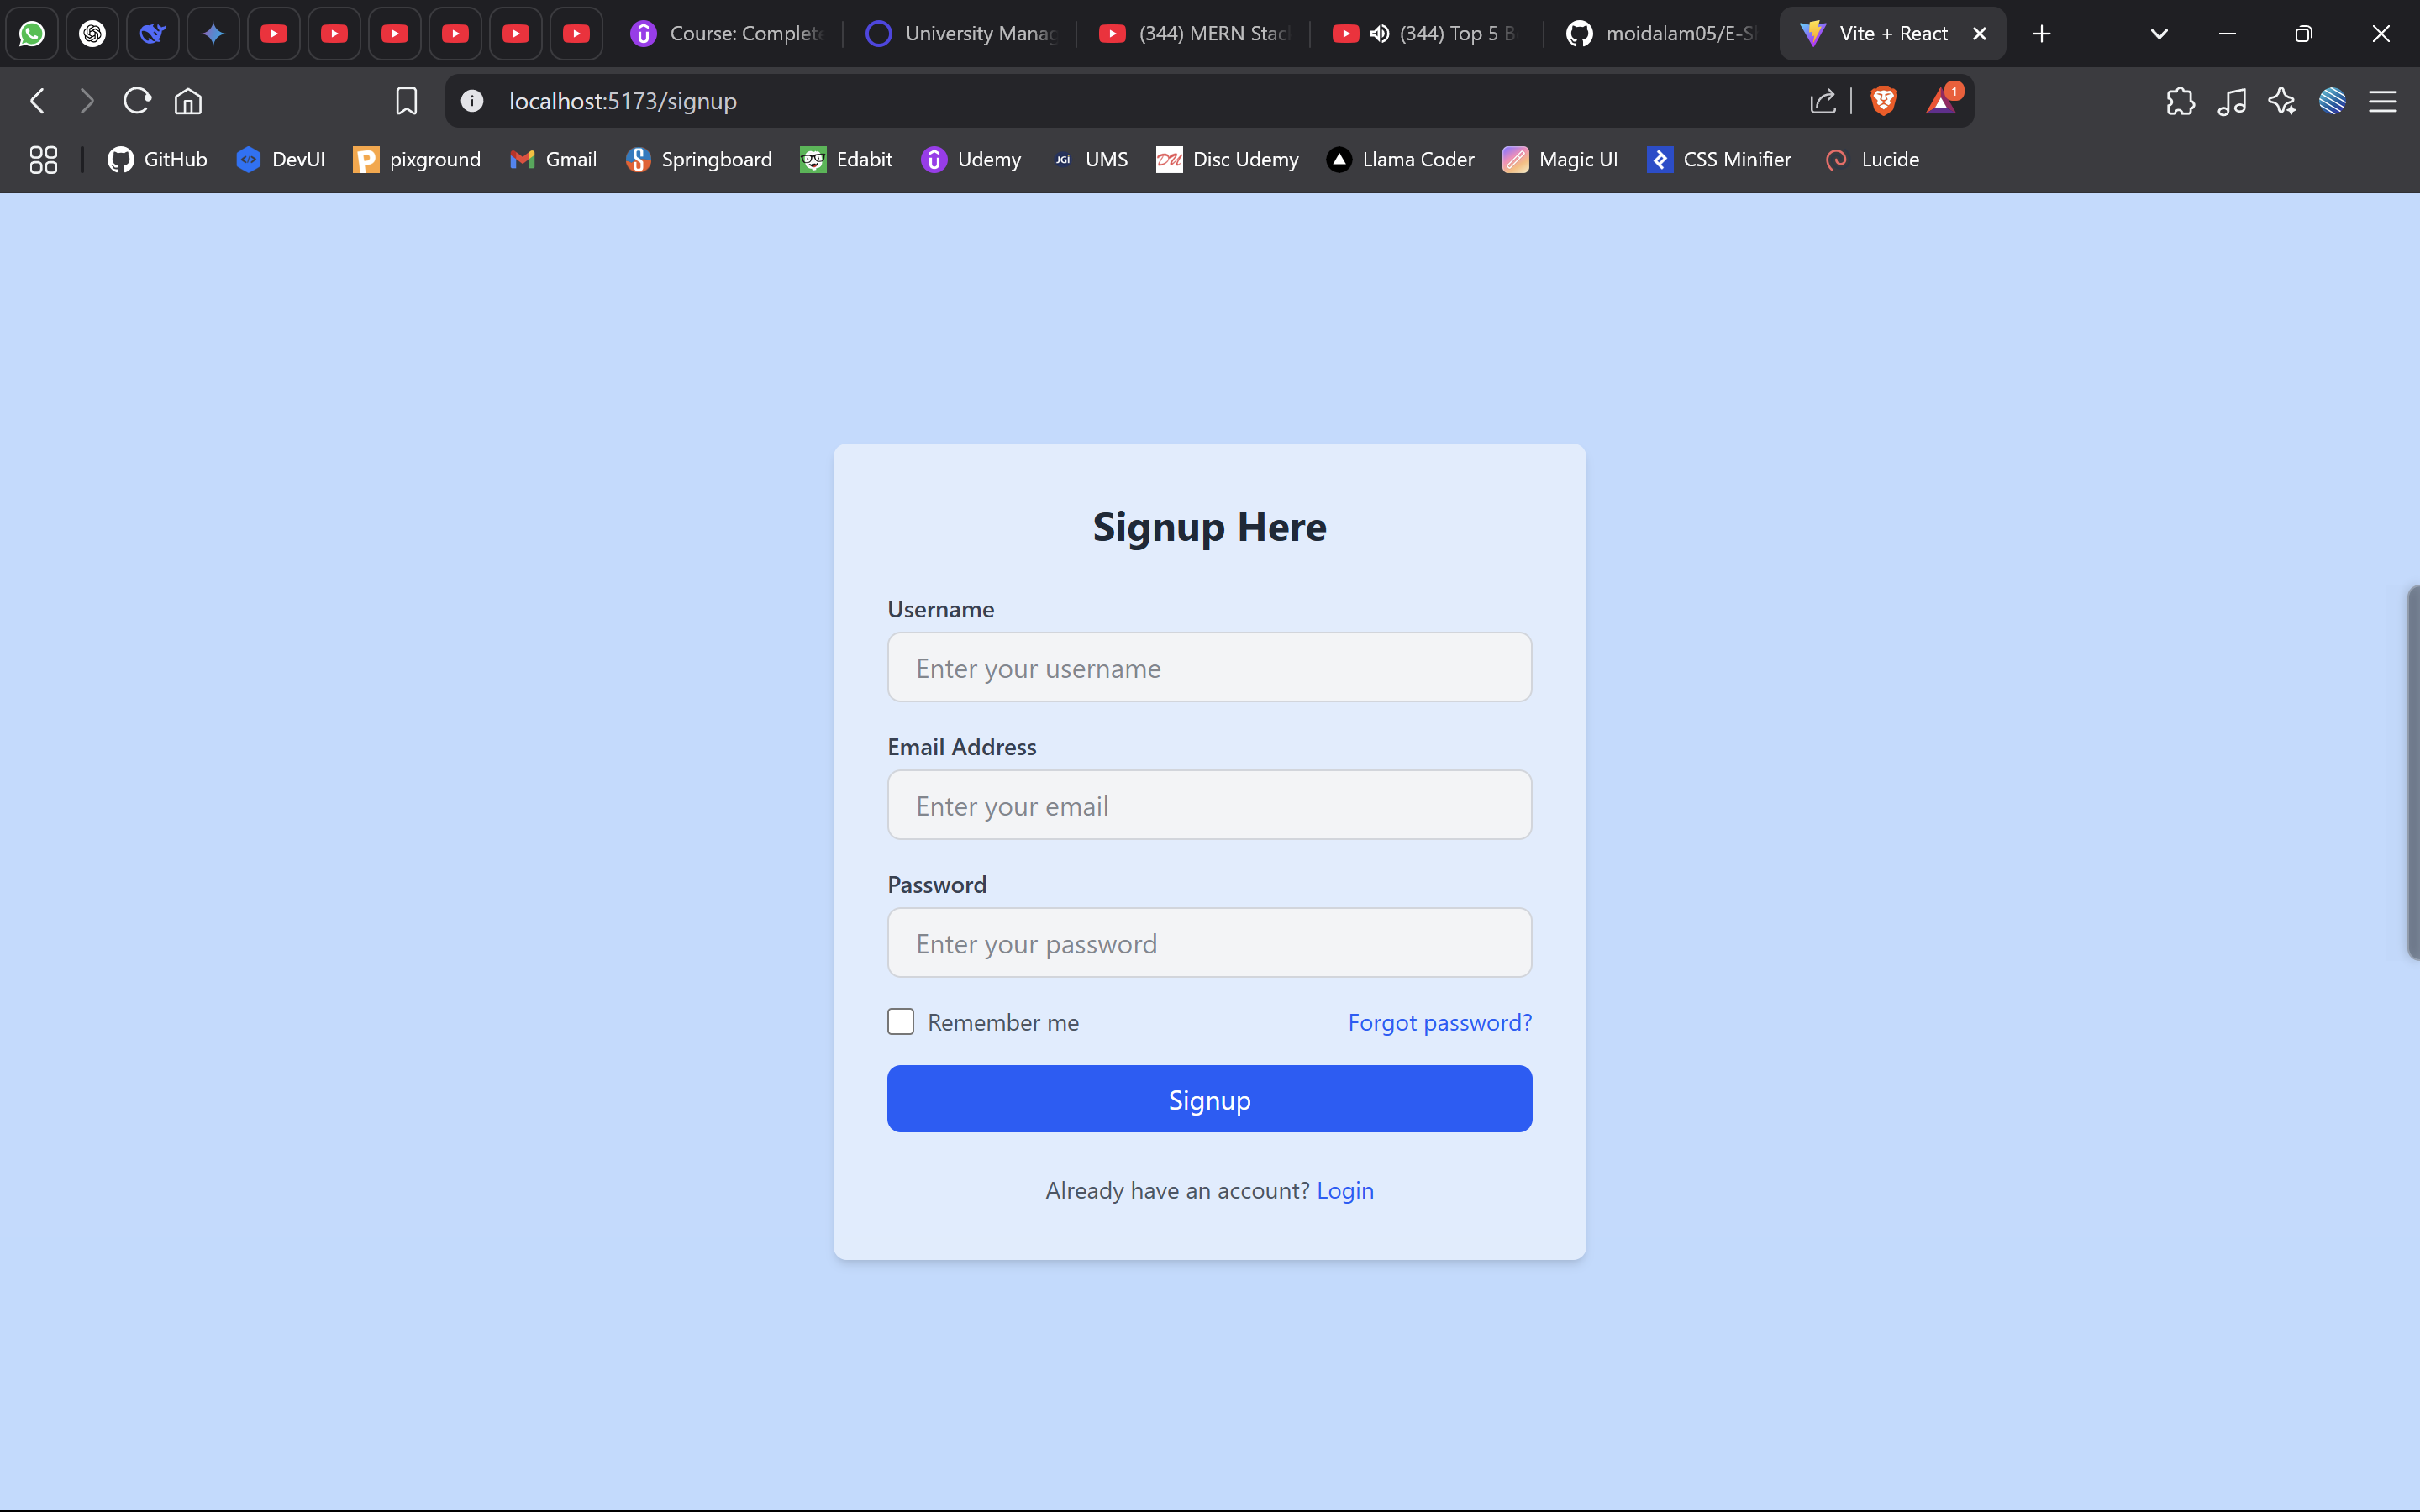 Course: Complet
University Manag
(344) MERN Stac
(344) Top 5 B
moidalam05/E-S
Vite + React
localhost:5173/signup
1
GitHub
DevUI
pixground
Gmail
Springboard
Edabit
Udemy
JGI UMS
DU Disc Udemy
Llama Coder
Magic UI
CSS Minifier
Lucide
Signup Here
Username
Enter your username
Email Address
Enter your email
Password
Enter your password
Remember me
Forgot password?
Signup
Already have an account? Login